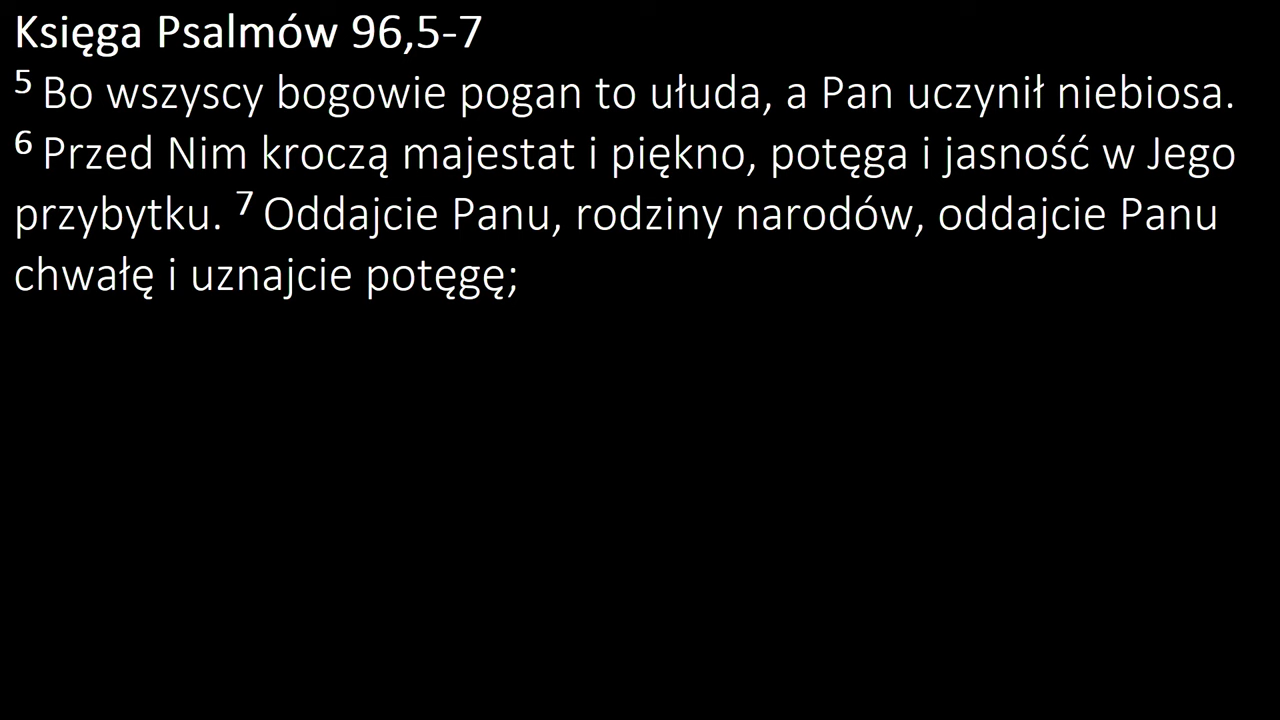 Księga Psalmów 96,5-7
5 Bo wszyscy bogowie pogan to ułuda, a Pan uczynił niebiosa.
6 Przed Nim kroczą majestat i piękno, potęga i jasność w Jego
przybytku. 7 Oddajcie Panu, rodziny narodów, oddajcie Panu
chwałę i uznajcie potęgę;